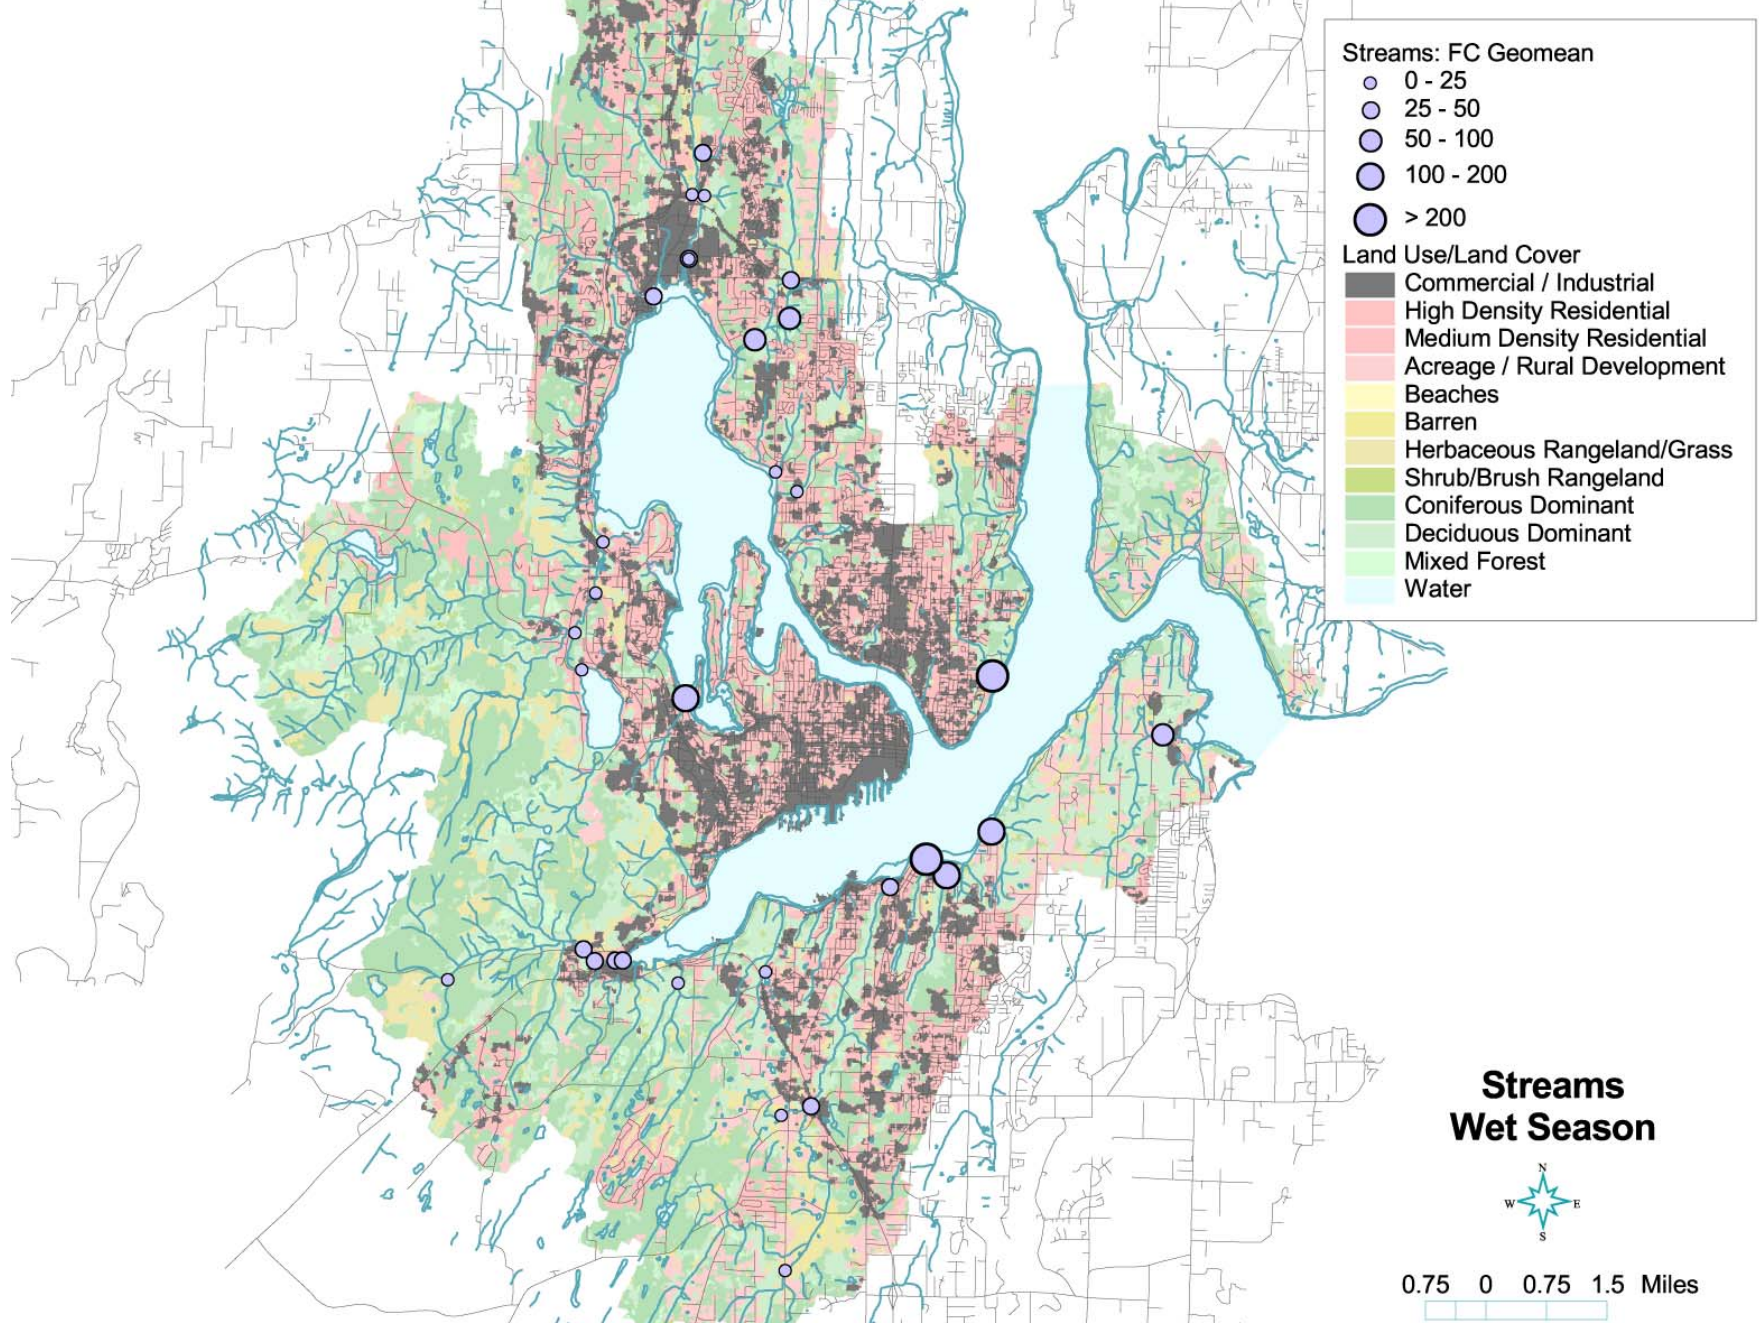 Streams: FC Geomean
0 - 25
25 - 50
50 - 100
100 - 200
> 200
Land Use/Land Cover
Commercial / Industrial
High Density Residential
Medium Density Residential
Acreage / Rural Development
Beaches
Barren
Herbaceous Rangeland/Grass
Shrub/Brush Rangeland
Coniferous Dominant
Deciduous Dominant
Mixed Forest
Water
Streams
Wet Season
N
W E
S
0.75 0 0.75 1.5 Miles